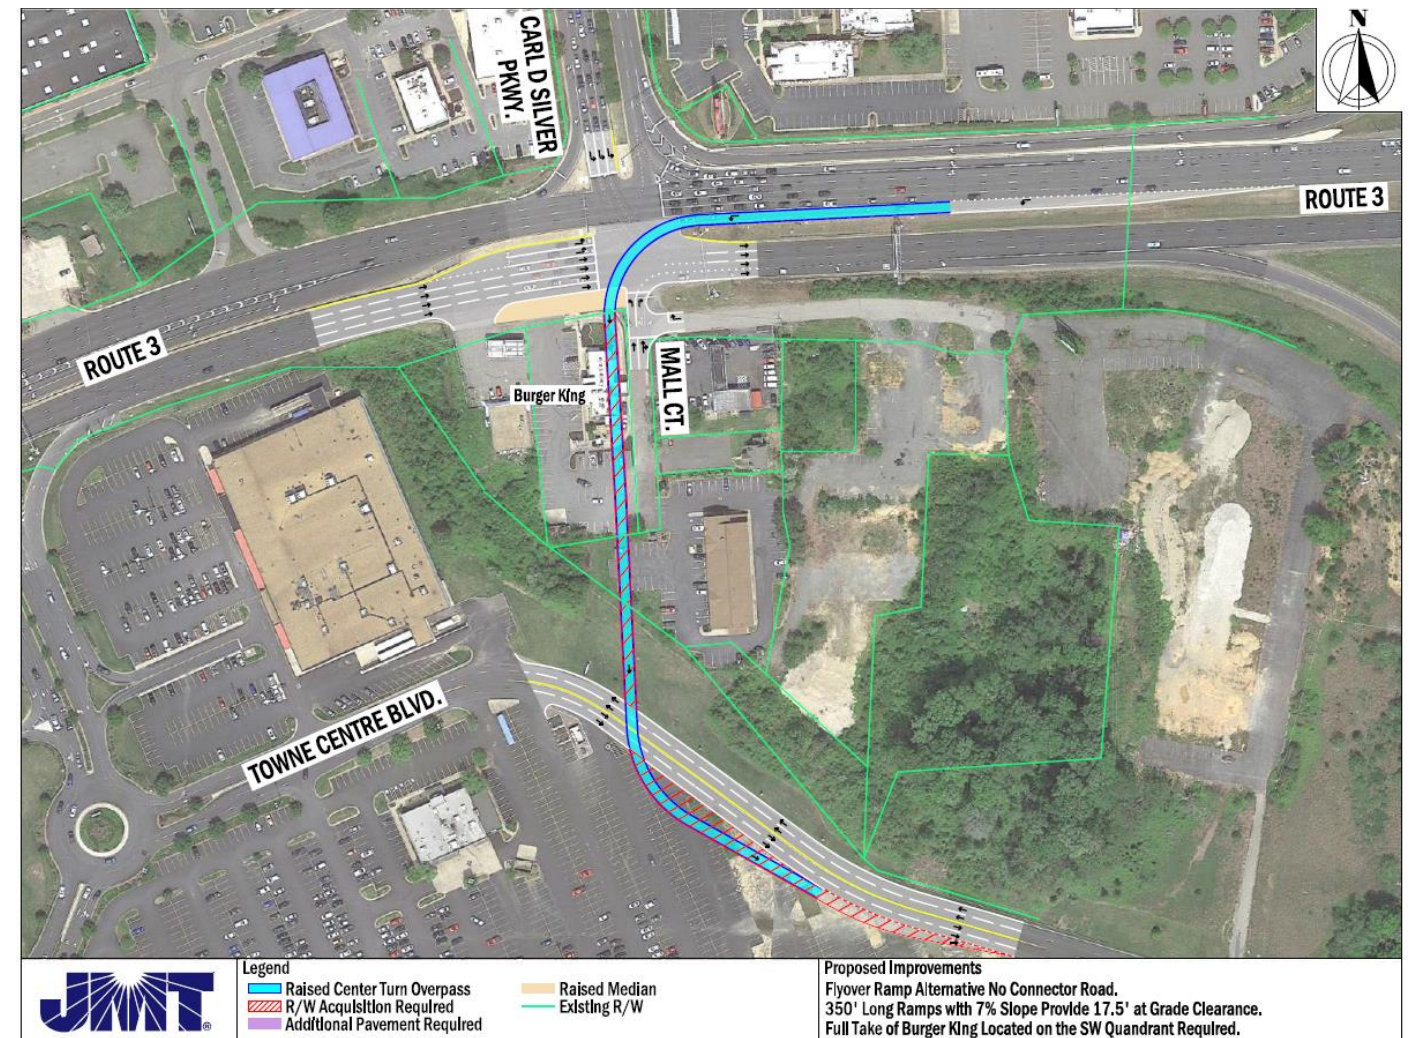 CARL D SILVER
PKWY.
N
ROUTE 3
ROUTE 3
MALL CT.
Burger King
TOWNE CENTRE BLVD.
JMT®
Legend
Raised Center Turn Overpass
R/W Acquisition Required
Additional Pavement Required
Raised Median
Existing R/W
Proposed Improvements
Flyover Ramp Alternative No Connector Road.
350' Long Ramps with 7% Slope Provide 17.5' at Grade Clearance.
Full Take of Burger King Located on the SW Quandrant Required.